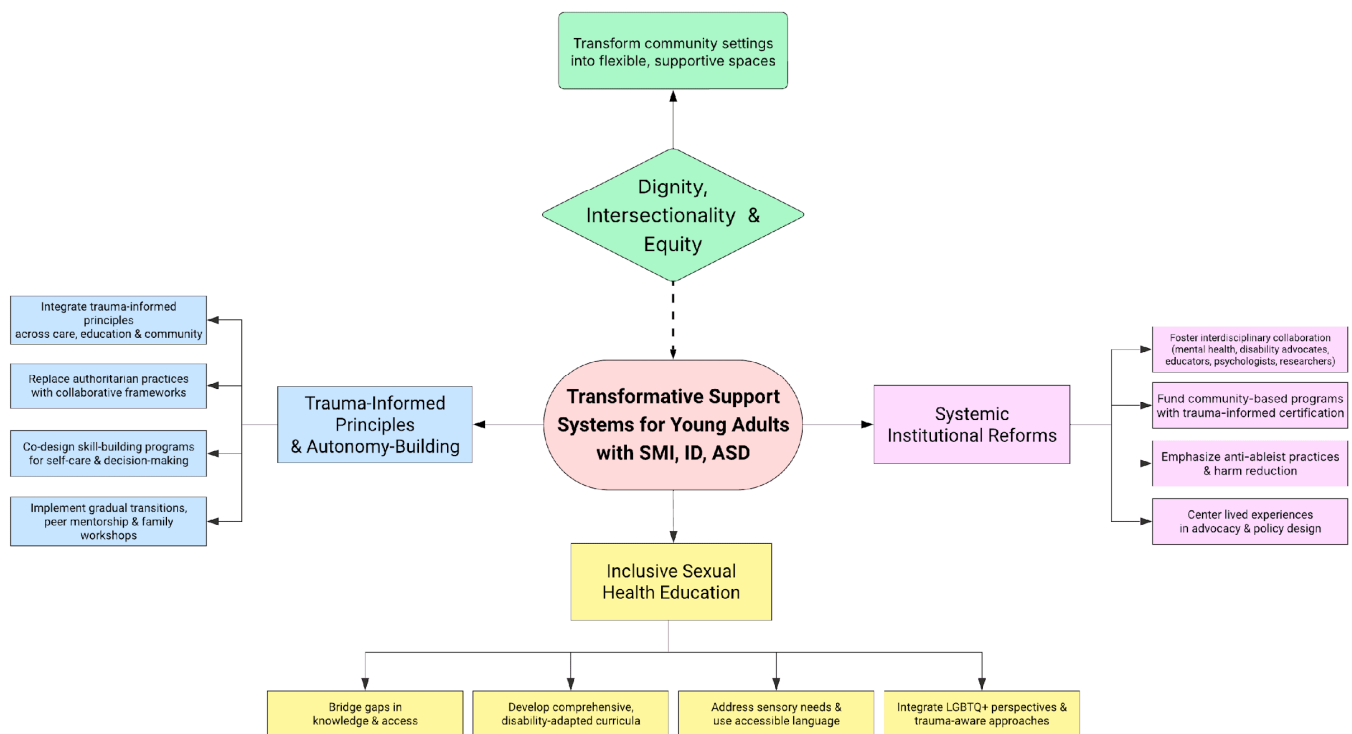 Transform community settings
into flexible, supportive spaces
Dignity,
Intersectionality &
Equity
Transformative Support
Systems for Young Adults
with SMI, ID, ASD
Trauma-Informed
Principles
& Autonomy-Building
Integrate trauma-informed
principles
across care, education & community
Replace authoritarian practices
with collaborative frameworks
Co-design skill-building programs
for self-care & decision-making
Implement gradual transitions,
peer mentorship & family
workshops
Systemic
Institutional Reforms
Foster interdisciplinary collaboration
(mental health, disability advocates,
educators, psychologists, researchers)
Fund community-based programs
with trauma-informed certification
Emphasize anti-ableist practices
& harm reduction
Center lived experiences
in advocacy & policy design
Inclusive Sexual
Health Education
Bridge gaps in
knowledge & access
Develop comprehensive,
disability-adapted curricula
Address sensory needs &
use accessible language
Integrate LGBTQ+ perspectives &
trauma-aware approaches